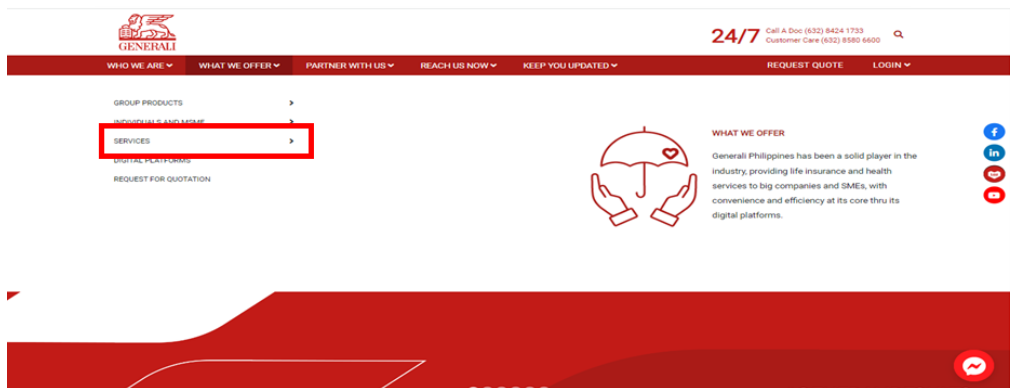 GENERALI
24/7
Call A Doc (632) 8424 1733
Customer Care (632) 8580 6600
WHO WE ARE
WHAT WE OFFER
PARTNER WITH US
REACH US NOW
KEEP YOU UPDATED
REQUEST QUOTE
LOGIN
GROUP PRODUCTS
INDIVIDUALS AND MSME
SERVICES
DIGITAL PLATFORMS
REQUEST FOR QUOTATION
WHAT WE OFFER
Generali Philippines has been a solid player in the
industry, providing life insurance and health
services to big companies and SMEs, with
convenience and efficiency at its core thru its
digital platforms.